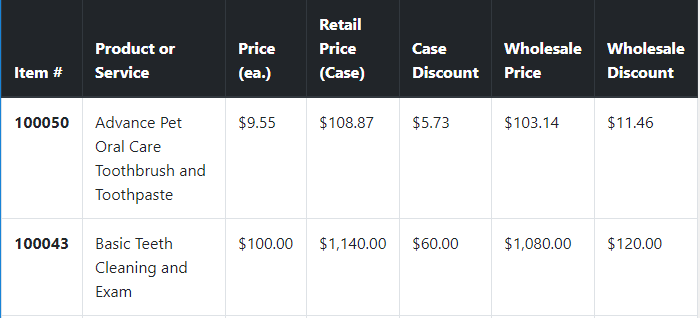 Item # Product or Service Price (ea.) Retail Price (Case) Case Discount Wholesale Price Wholesale Discount
100050 Advance Pet $9.55 $108.87 $5.73 $103.14 $11.46
Oral Care
Toothbrush and
Toothpaste
100043 Basic Teeth $100.00 $1,140.00 $60.00 $1,080.00 $120.00
Cleaning and
Exam